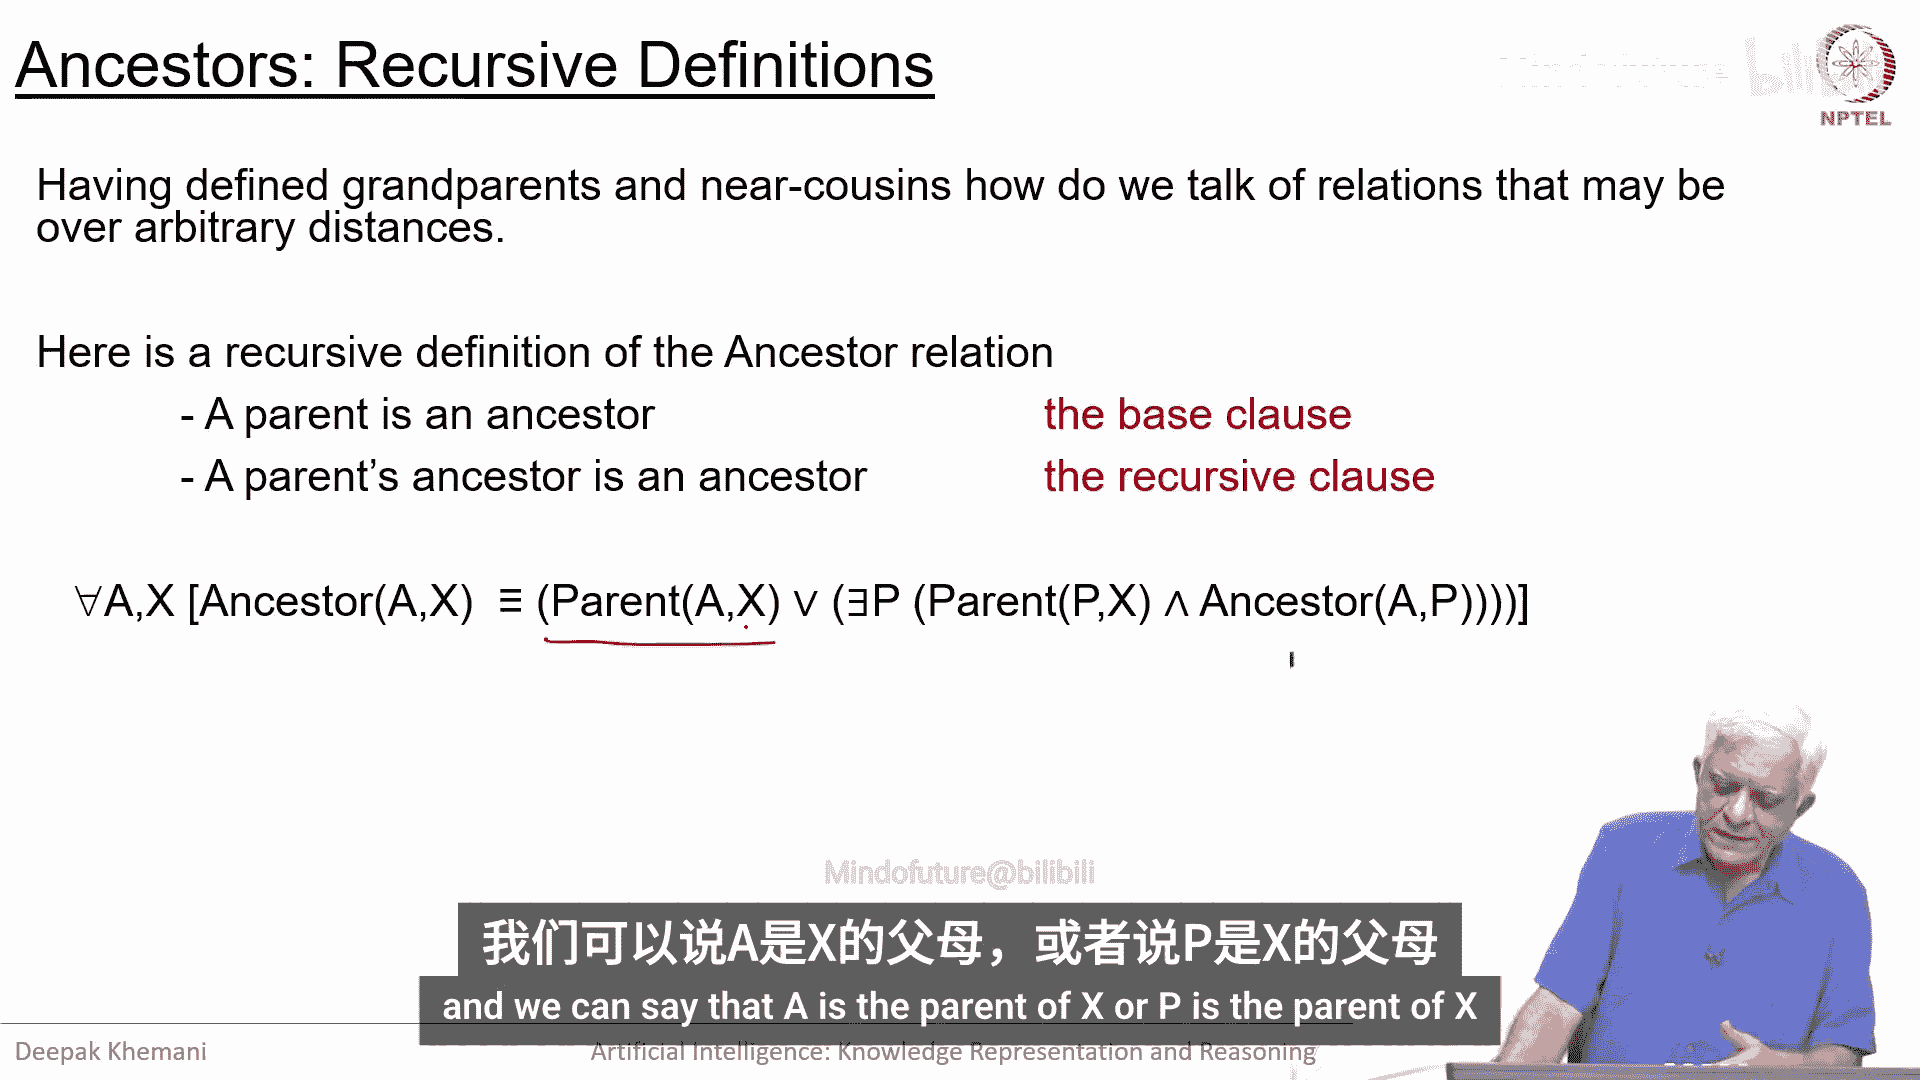 Ancestors: Recursive Definitions
NPTEL
Having defined grandparents and near-cousins how do we talk of relations that may be
over arbitrary distances.
Here is a recursive definition of the Ancestor relation
- A parent is an ancestor the base clause
- A parent’s ancestor is an ancestor the recursive clause
∀A,X [Ancestor(A,X) ≡ (Parent(A,X) ∨ (∃P (Parent(P,X) ∧ Ancestor(A,P))))]
Mindofuture@bilibili
我们可以说A是X的父母，或者说P是X的父母
and we can say that A is the parent of X or P is the parent of X
Deepak Khemani Artificial Intelligence: Knowledge Representation and Reasoning